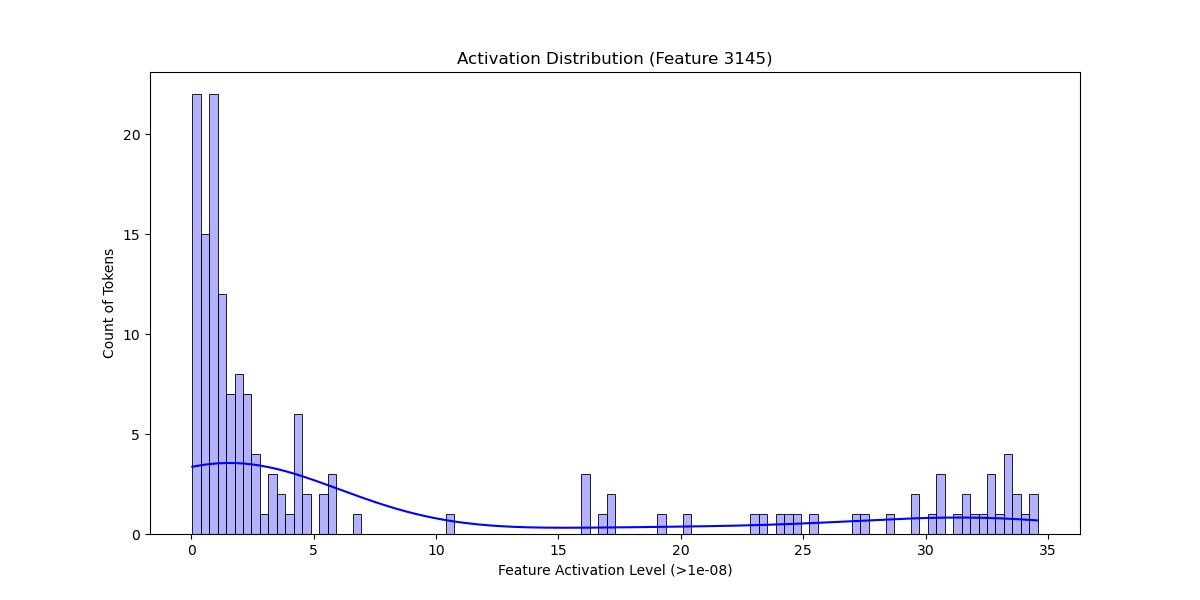 Activation Distribution (Feature 3145)
Count of Tokens
20
15
10
5
0
0 5 10 15 20 25 30 35
Feature Activation Level (>1e-08)